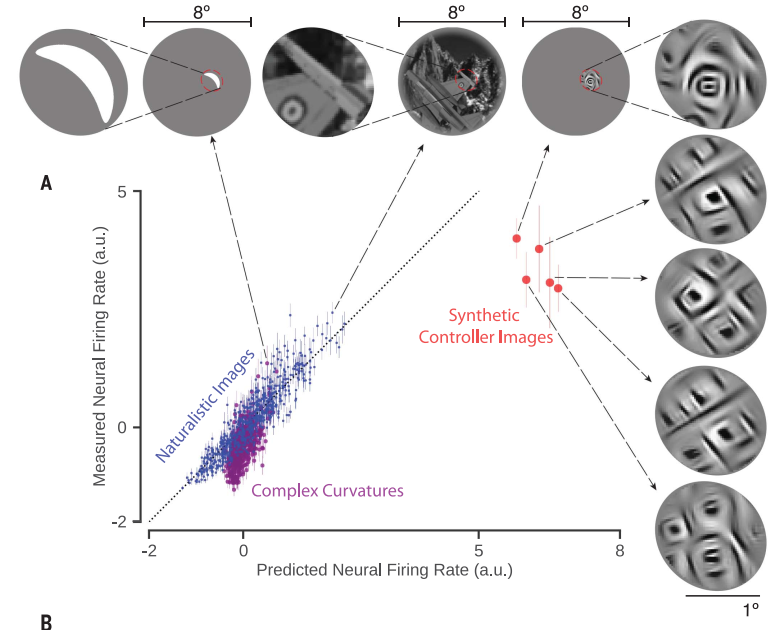 8°
8°
8°
A
5
0
-2
Measured Neural Firing Rate (a.u.)
Naturalistic Images
Complex Curvatures
Synthetic
Controller Images
-2
0
5
8
Predicted Neural Firing Rate (a.u.)
1°
B